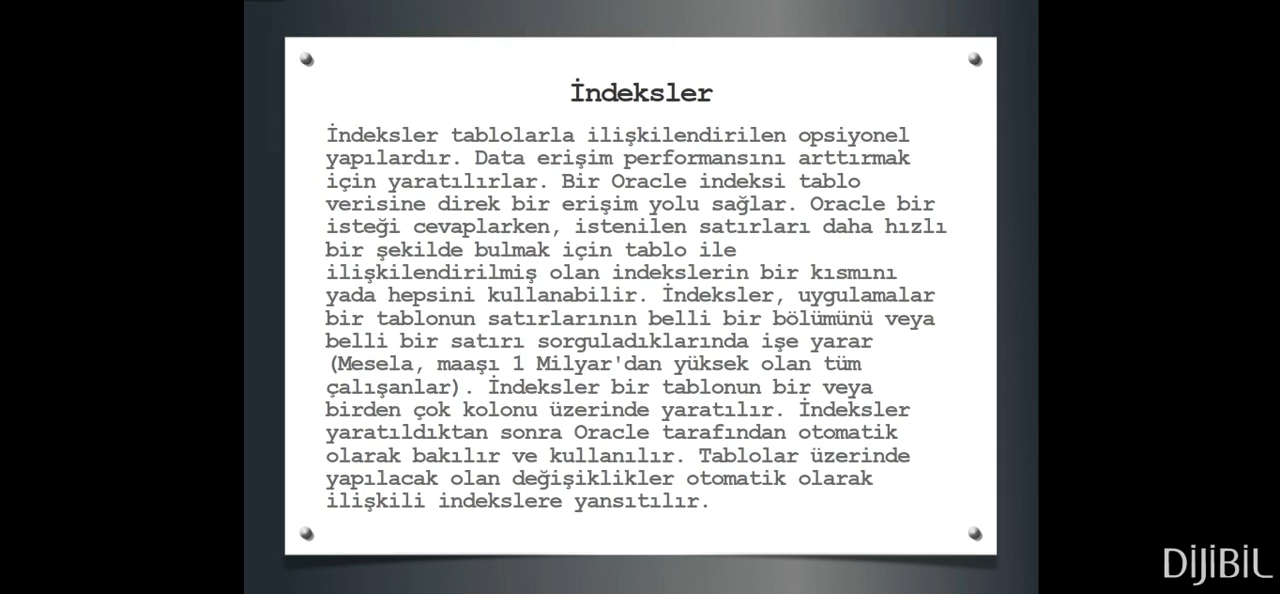 İndeksler
İndeksler tablolarla ilişkilendirilen opsiyonel
yapılardır. Data erişim performansını arttırmak
için yaratılırlar. Bir Oracle indeksi tablo
verisine direk bir erişim yolu sağlar. Oracle bir
isteği cevaplarken, istenilen satırları daha hızlı
bir şekilde bulmak için tablo ile
ilişkilendirilmiş olan indekslerin bir kısmını
yada hepsini kullanabilir. İndeksler, uygulamalar
bir tablonun satırlarının belli bir bölümünü veya
belli bir satırı sorguladıklarında işe yarar
(Mesela, maaşı 1 Milyar'dan yüksek olan tüm
çalışanlar). İndeksler bir tablonun bir veya
birden çok kolonu üzerinde yaratılır. İndeksler
yaratıldıktan sonra Oracle tarafından otomatik
olarak bakılır ve kullanılır. Tablolar üzerinde
yapılacak olan değişiklikler otomatik olarak
ilişkili indekslere yansıtılır.
DİJİBİL